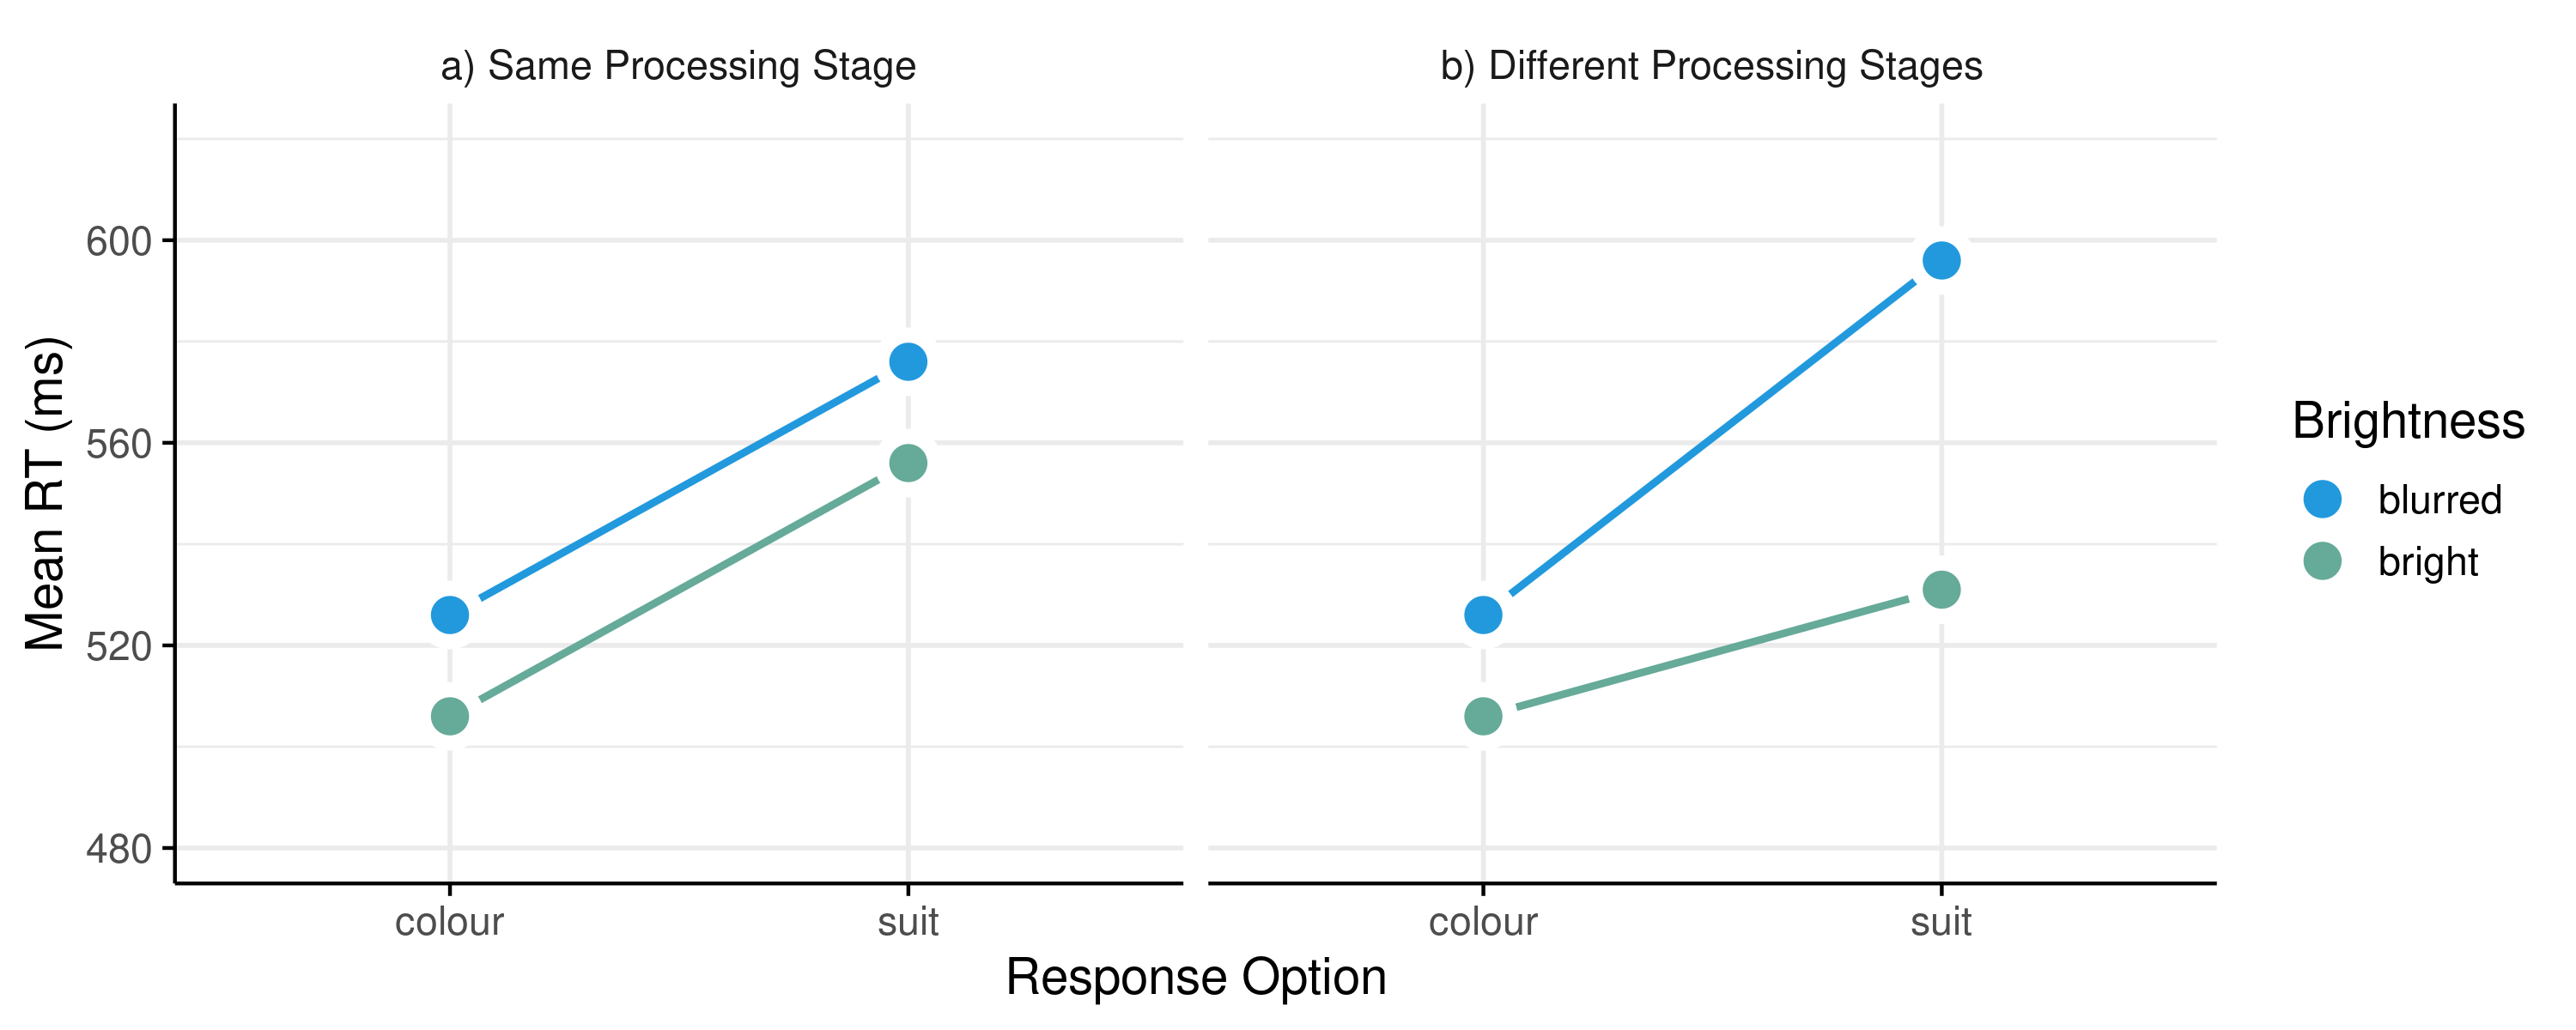 a) Same Processing Stage
b) Different Processing Stages
Mean RT (ms)
600
560
520
480
colour
suit
colour
suit
Response Option
Brightness
blurred
bright